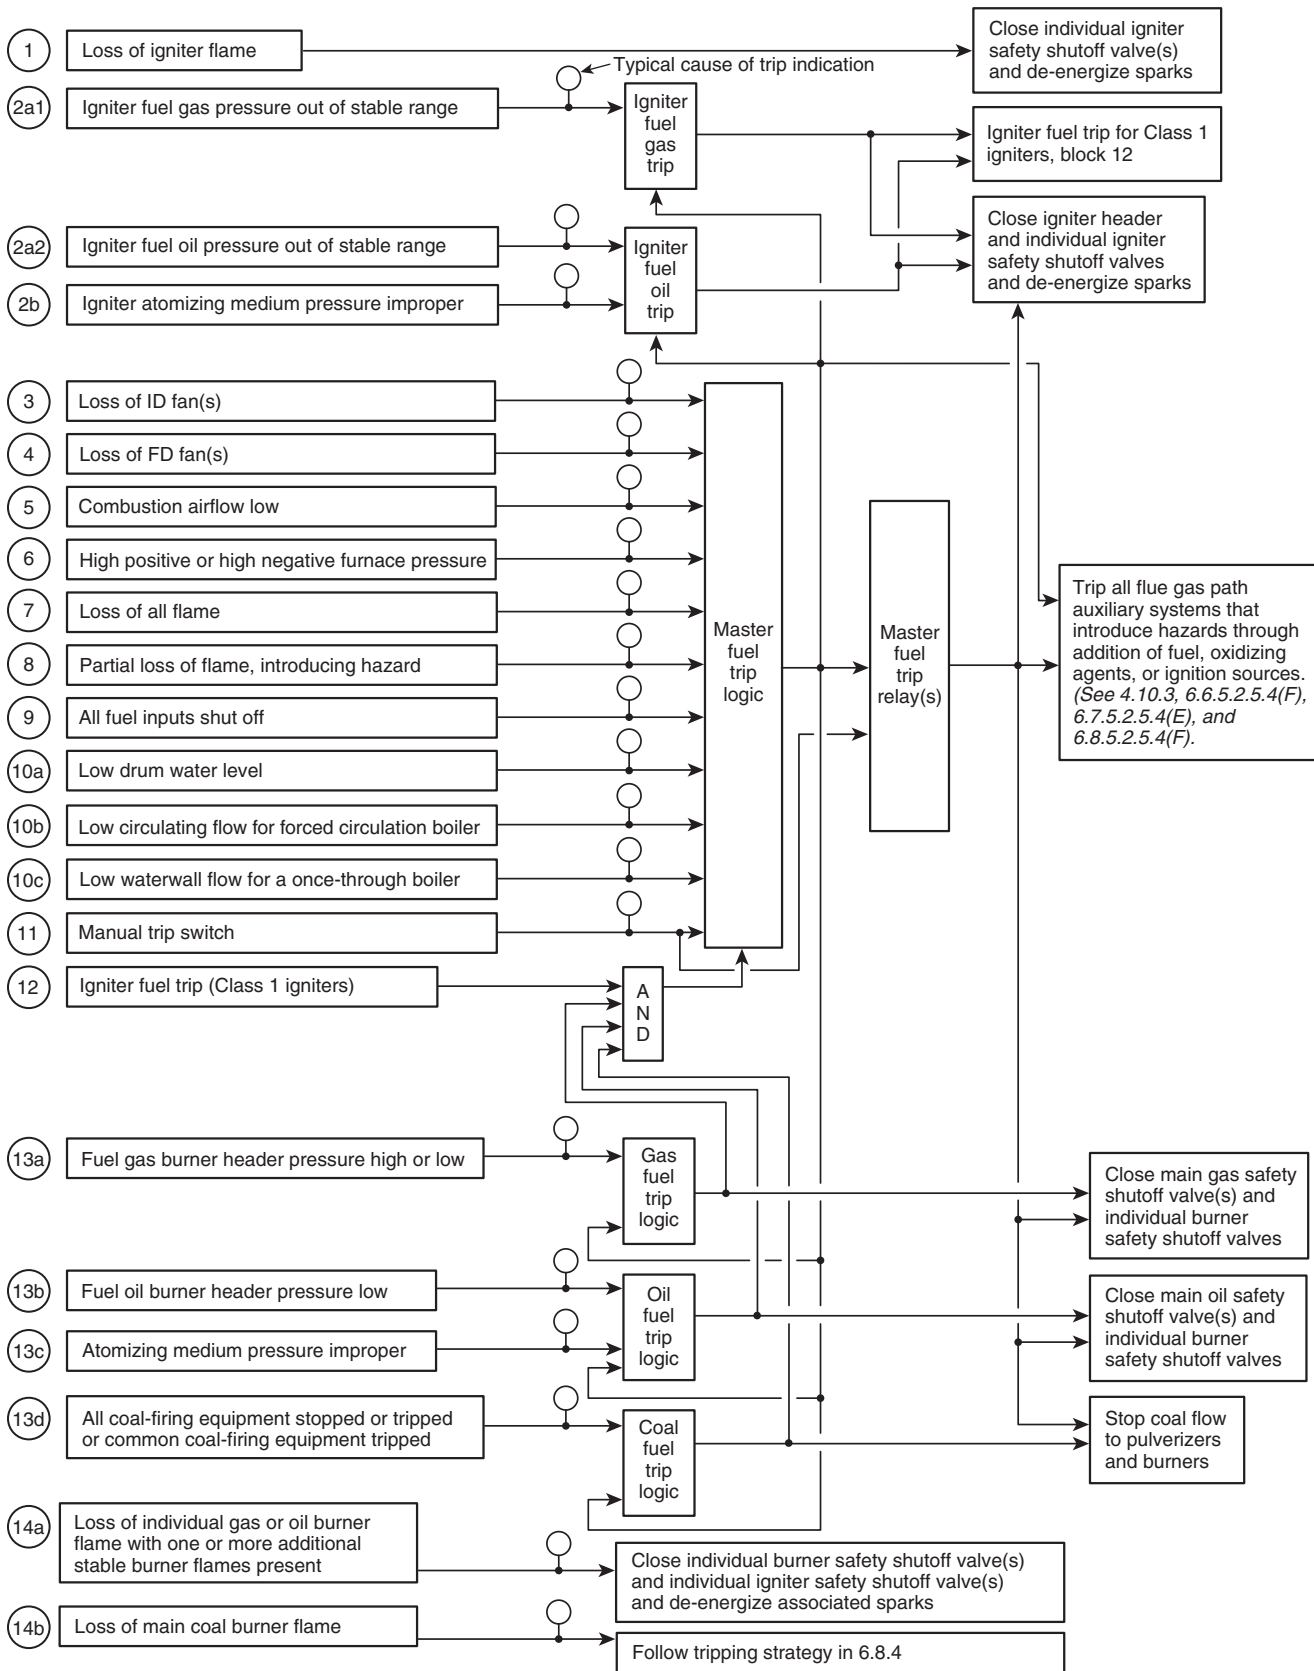 1
Loss of igniter flame
Close individual igniter
safety shutoff valve(s)
and de-energize sparks
Typical cause of trip indication
2a1
Igniter fuel gas pressure out of stable range
Igniter
fuel
gas
trip
Igniter fuel trip for Class 1
igniters, block 12
2a2
Igniter fuel oil pressure out of stable range
2b
Igniter atomizing medium pressure improper
Igniter
fuel
oil
trip
Close igniter header
and individual igniter
safety shutoff valves
and de-energize sparks
3
Loss of ID fan(s)
4
Loss of FD fan(s)
5
Combustion airflow low
6
High positive or high negative furnace pressure
7
Loss of all flame
8
Partial loss of flame, introducing hazard
9
All fuel inputs shut off
10a
Low drum water level
10b
Low circulating flow for forced circulation boiler
10c
Low waterwall flow for a once-through boiler
11
Manual trip switch
Master
fuel
trip
logic
Master
fuel
trip
relay(s)
Trip all flue gas path
auxiliary systems that
introduce hazards through
addition of fuel, oxidizing
agents, or ignition sources.
(See 4.10.3, 6.6.5.2.5.4(F),
6.7.5.2.5.4(E), and
6.8.5.2.5.4(F).
12
Igniter fuel trip (Class 1 igniters)
A
N
D
13a
Fuel gas burner header pressure high or low
Gas
fuel
trip
logic
Close main gas safety
shutoff valve(s) and
individual burner
safety shutoff valves
13b
Fuel oil burner header pressure low
13c
Atomizing medium pressure improper
Oil
fuel
trip
logic
Close main oil safety
shutoff valve(s) and
individual burner
safety shutoff valves
13d
All coal-firing equipment stopped or tripped
or common coal-firing equipment tripped
Coal
fuel
trip
logic
Stop coal flow
to pulverizers
and burners
14a
Loss of individual gas or oil burner
flame with one or more additional
stable burner flames present
Close individual burner safety shutoff valve(s)
and individual igniter safety shutoff valve(s)
and de-energize associated sparks
14b
Loss of main coal burner flame
Follow tripping strategy in 6.8.4